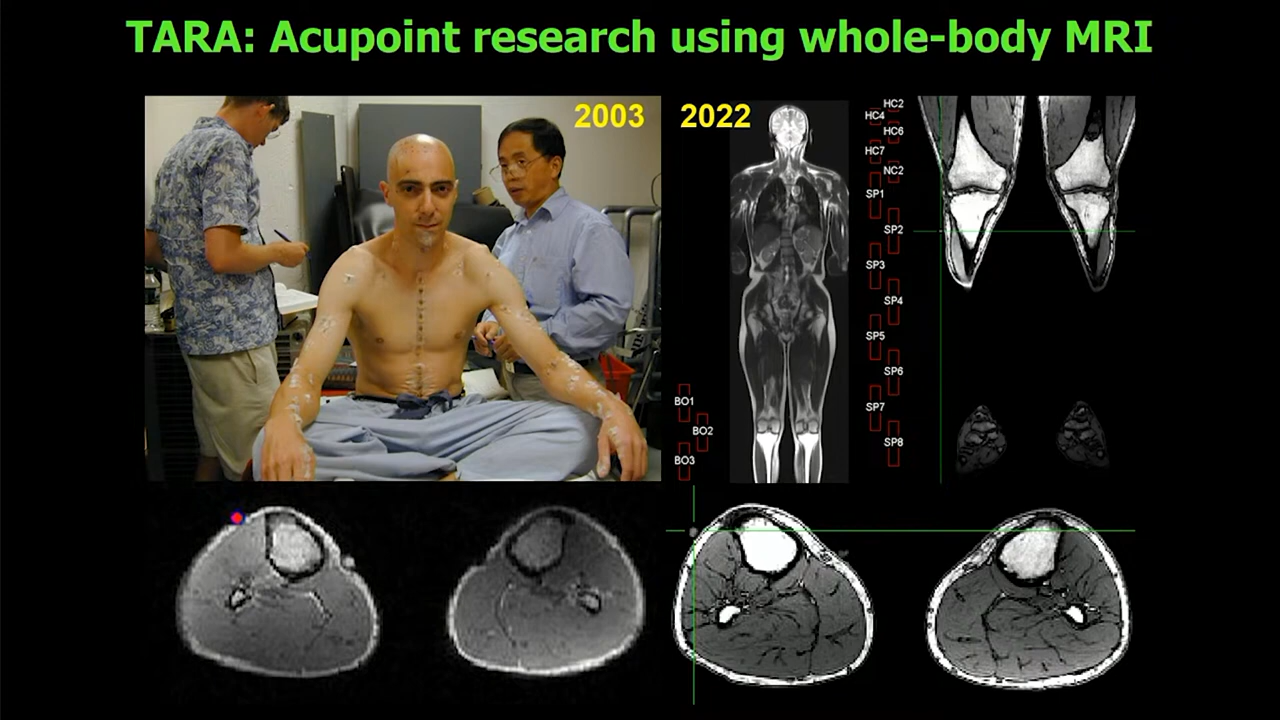 TARA: Acupoint research using whole-body MRI
2003
2022
HC2
HC4
HC6
HC7
NC2
SP1
SP2
SP3
SP4
SP5
SP6
SP7
SP8
BO1
BO2
BO3